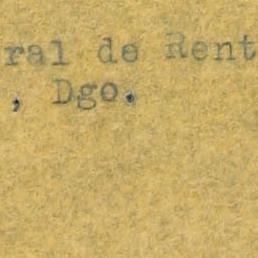 ral de Rent
, Dgo.